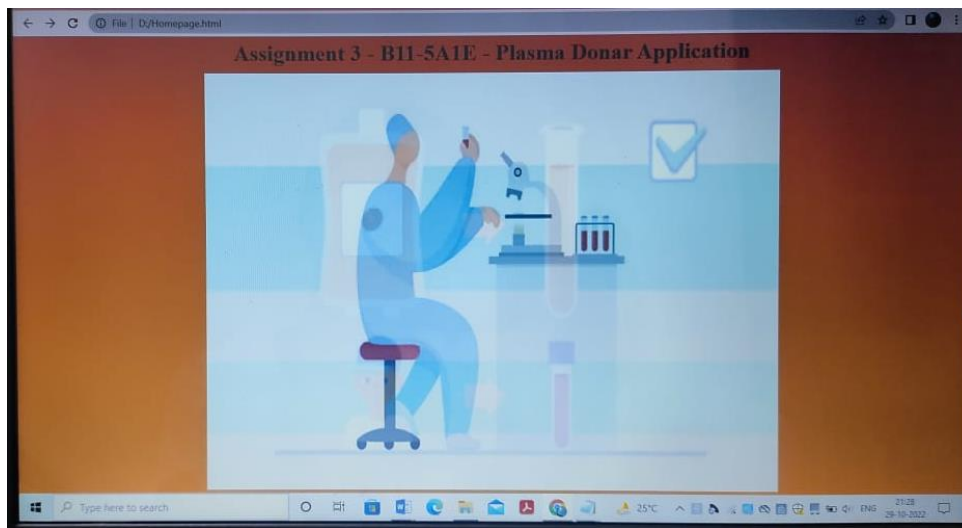 File | D:/Homepage.html
Assignment 3 - B11-5A1E - Plasma Donar Application
Type here to search
25°C
ENG
21:28
29-10-2022